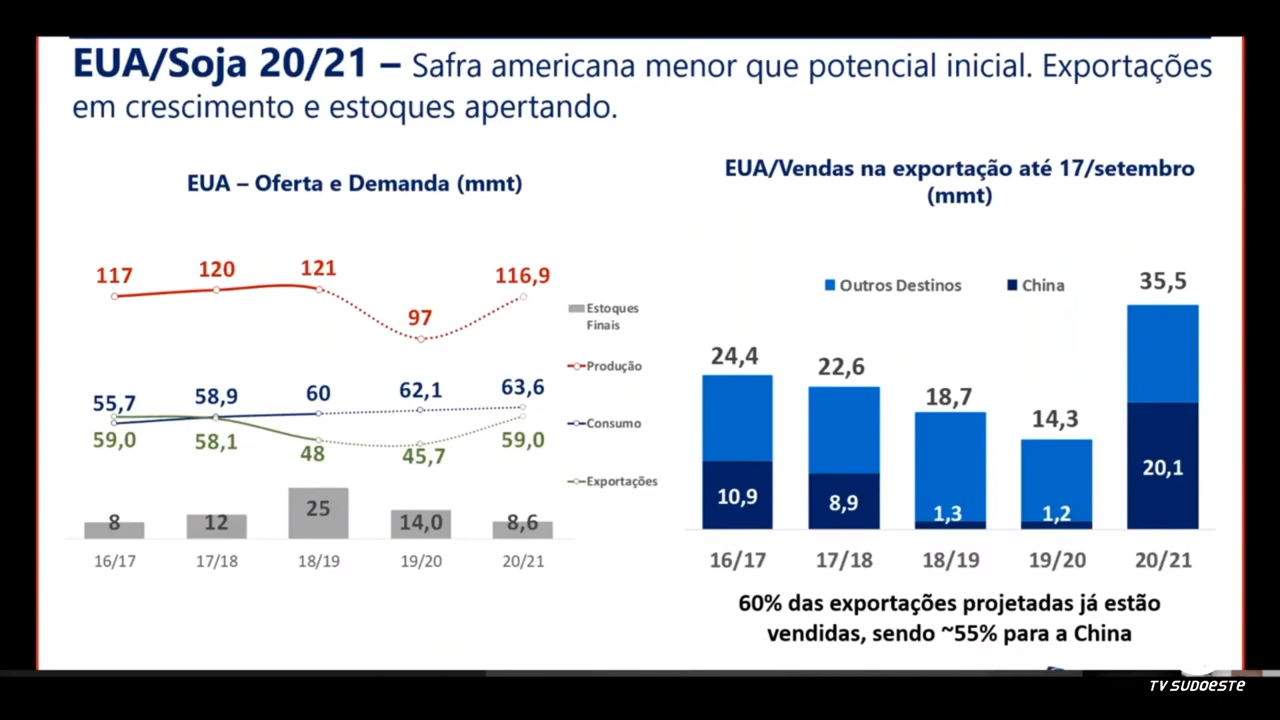 EUA/Soja 20/21 – Safra americana menor que potencial inicial. Exportações
em crescimento e estoques apertando.
EUA – Oferta e Demanda (mmt)
117 120 121 97 116,9
55,7 58,9 60 62,1 63,6
59,0 58,1 48 45,7 59,0
8 12 25 14,0 8,6
16/17 17/18 18/19 19/20 20/21
Estoques
Finais
Produção
Consumo
Exportações
EUA/Vendas na exportação até 17/setembro
(mmt)
Outros Destinos China
24,4 22,6 18,7 14,3 35,5
10,9 8,9 1,3 1,2 20,1
16/17 17/18 18/19 19/20 20/21
60% das exportações projetadas já estão
vendidas, sendo ~55% para a China
TV SUDOESTE